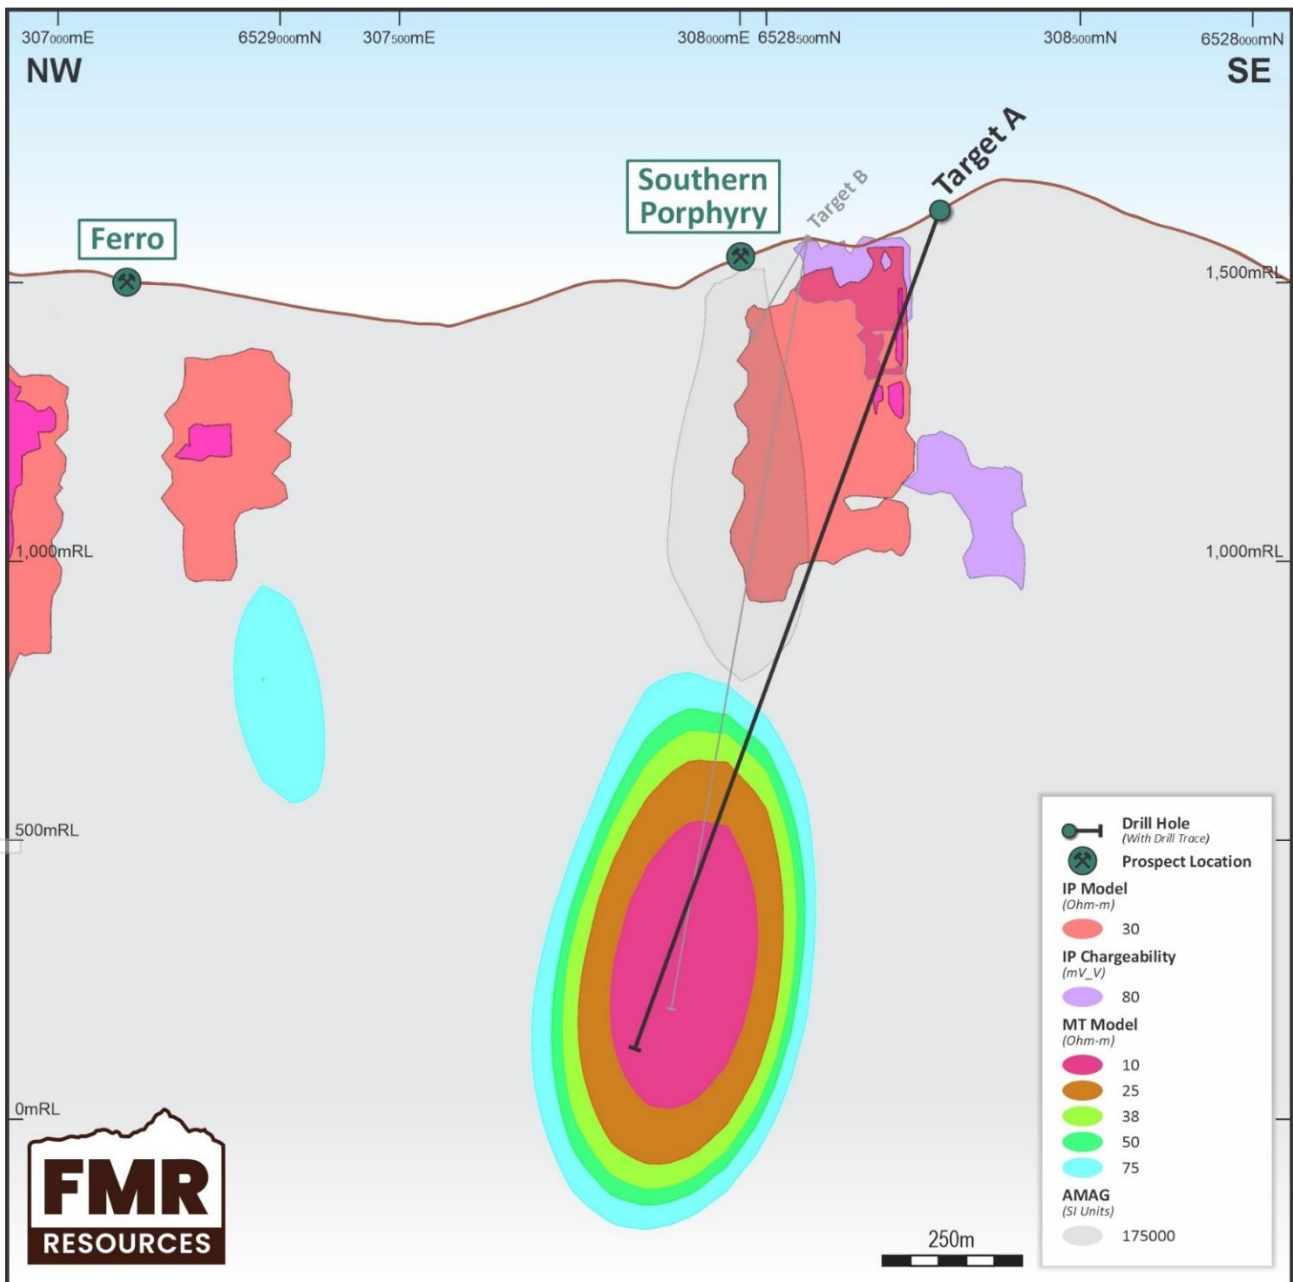 307000mE 6529000mN 307500mE 308000mE 6528500mN 308500mN 6528000mN
NW
SE
Target A
Target B
Southern
Porphyry
Ferro
1,500mRL
1,000mRL
1,000mRL
500mRL
0mRL
Drill Hole
(With Drill Trace)
Prospect Location
IP Model
(Ohm-m)
30
IP Chargeability
(mV_V)
80
MT Model
(Ohm-m)
10
25
38
50
75
AMAG
(SI Units)
175000
250m
FMR
RESOURCES